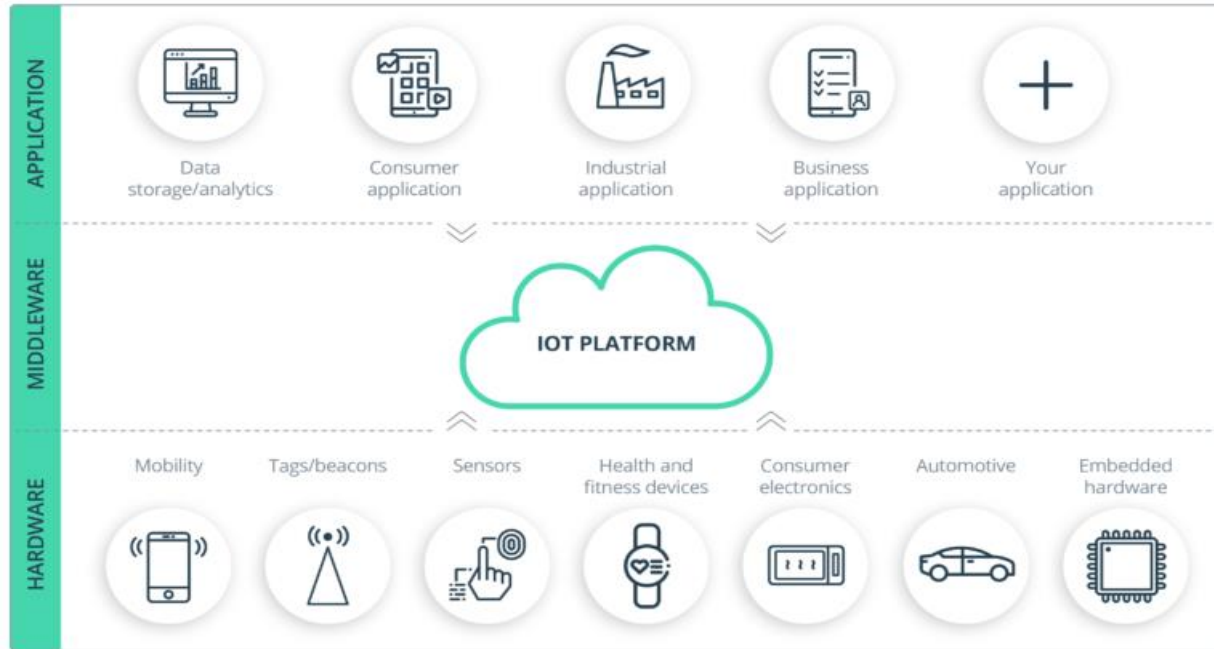 APPLICATION
Data
storage/analytics
Consumer
application
Industrial
application
Business
application
Your
application
MIDDLEWARE
IOT PLATFORM
HARDWARE
Mobility
Tags/beacons
Sensors
Health and
fitness devices
Consumer
electronics
Automotive
Embedded
hardware